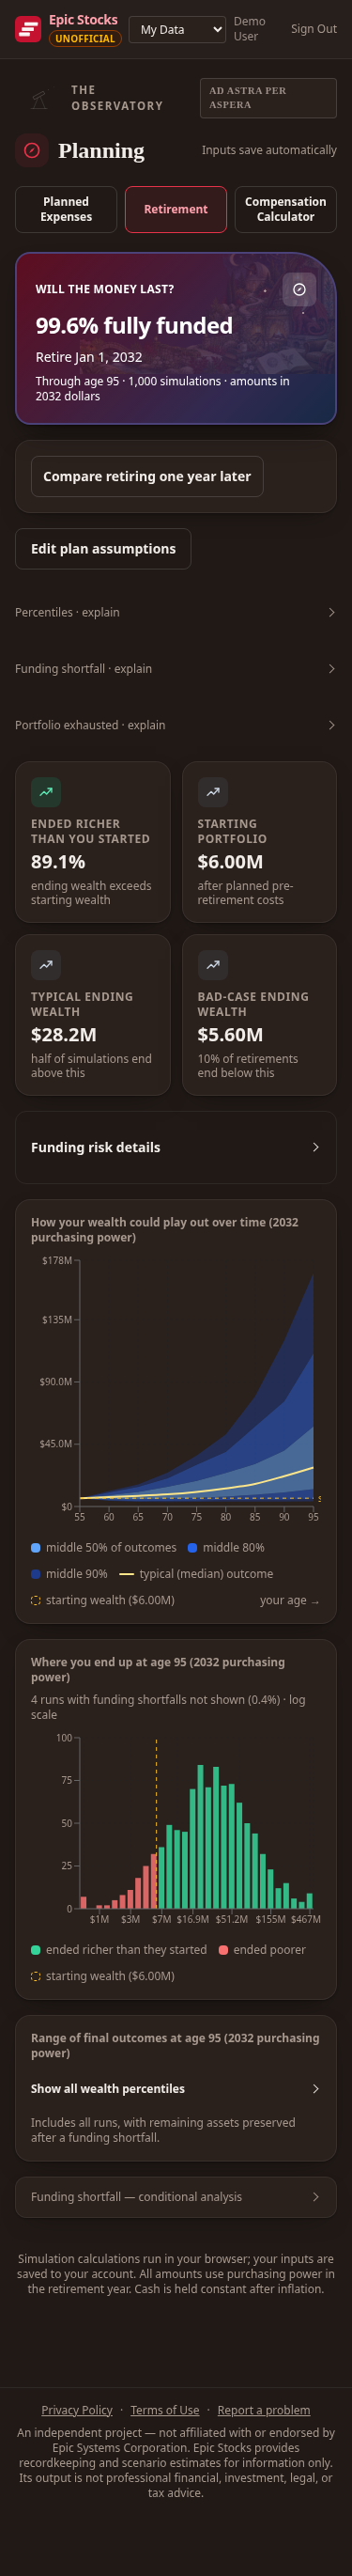 Epic Stocks
UNOFFICIAL
My Data
Demo User
Sign Out
THE OBSERVATORY
AD ASTRA PER ASPERA
Planning
Inputs save automatically
Planned Expenses
Retirement
Compensation Calculator
WILL THE MONEY LAST?
99.6% fully funded
Retire Jan 1, 2032
Through age 95 · 1,000 simulations · amounts in
2032 dollars
Compare retiring one year later
Edit plan assumptions
Percentiles · explain
Funding shortfall · explain
Portfolio exhausted · explain
ENDED RICHER
THAN YOU STARTED
89.1%
ending wealth exceeds
starting wealth
STARTING
PORTFOLIO
$6.00M
after planned pre-
retirement costs
TYPICAL ENDING
WEALTH
$28.2M
half of simulations end
above this
BAD-CASE ENDING
WEALTH
$5.60M
10% of retirements
end below this
Funding risk details
How your wealth could play out over time (2032
purchasing power)
$178M
$135M
$90.0M
$45.0M
$0
55 60 65 70 75 80 85 90 95
middle 50% of outcomes
middle 80%
middle 90%
typical (median) outcome
starting wealth ($6.00M)
your age →
Where you end up at age 95 (2032 purchasing
power)
4 runs with funding shortfalls not shown (0.4%) · log
scale
100
75
50
25
0
$1M $3M $7M $16.9M $51.2M $155M $467M
ended richer than they started
ended poorer
starting wealth ($6.00M)
Range of final outcomes at age 95 (2032 purchasing
power)
Show all wealth percentiles
Includes all runs, with remaining assets preserved
after a funding shortfall.
Funding shortfall — conditional analysis
Simulation calculations run in your browser; your inputs are
saved to your account. All amounts use purchasing power in
the retirement year. Cash is held constant after inflation.
Privacy Policy · Terms of Use · Report a problem
An independent project — not affiliated with or endorsed by
Epic Systems Corporation. Epic Stocks provides
recordkeeping and scenario estimates for information only.
Its output is not professional financial, investment, legal, or
tax advice.